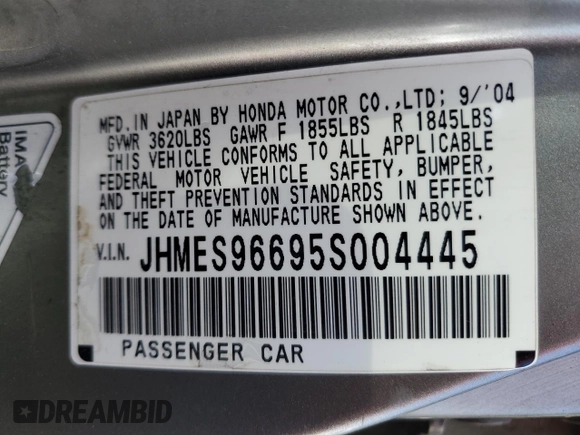 MFD. IN JAPAN BY HONDA MOTOR CO.,LTD; 9/'04
GVWR 3620LBS GAWR F 1855LBS R 1845LBS
THIS VEHICLE CONFORMS TO ALL APPLICABLE
FEDERAL MOTOR VEHICLE SAFETY, BUMPER,
AND THEFT PREVENTION STANDARDS IN EFFECT
ON THE DATE OF MANUFACTURE SHOWN ABOVE.
V.I.N. JHMES96695S004445
PASSENGER CAR
IMA
Battery
DREAMBID